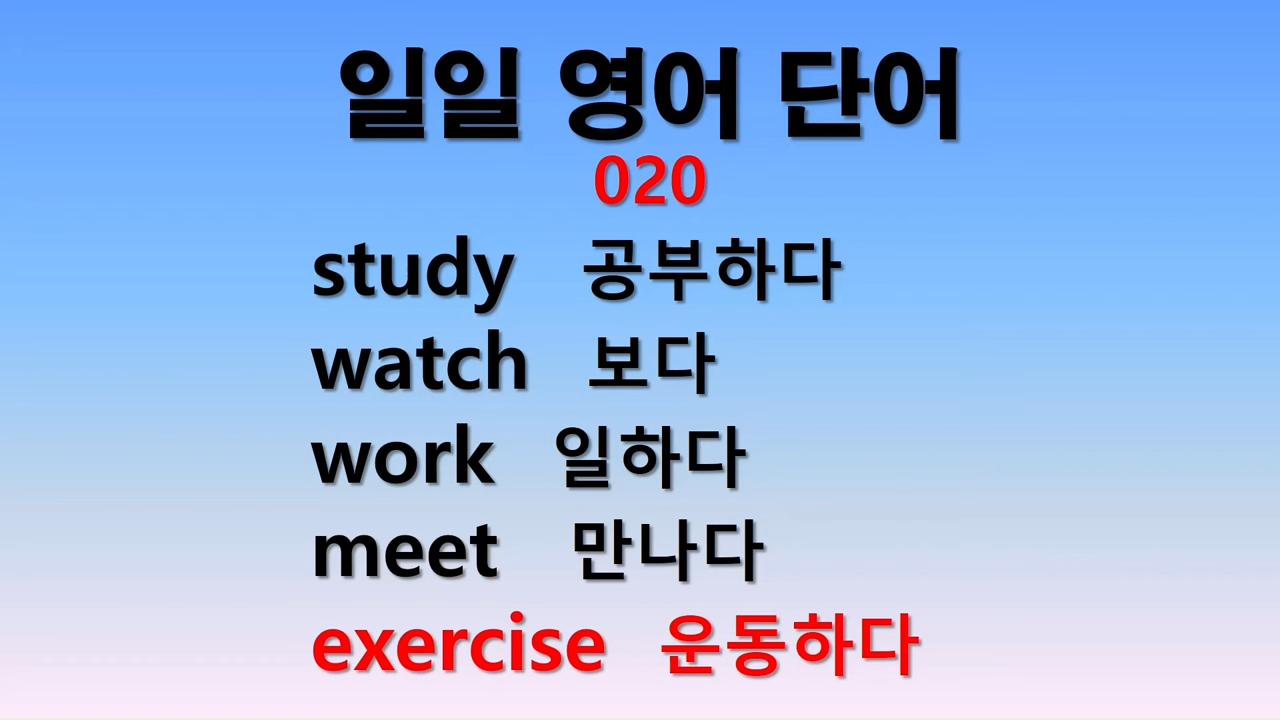 일일 영어 단어
020
study 공부하다
watch 보다
work 일하다
meet 만나다
exercise 운동하다